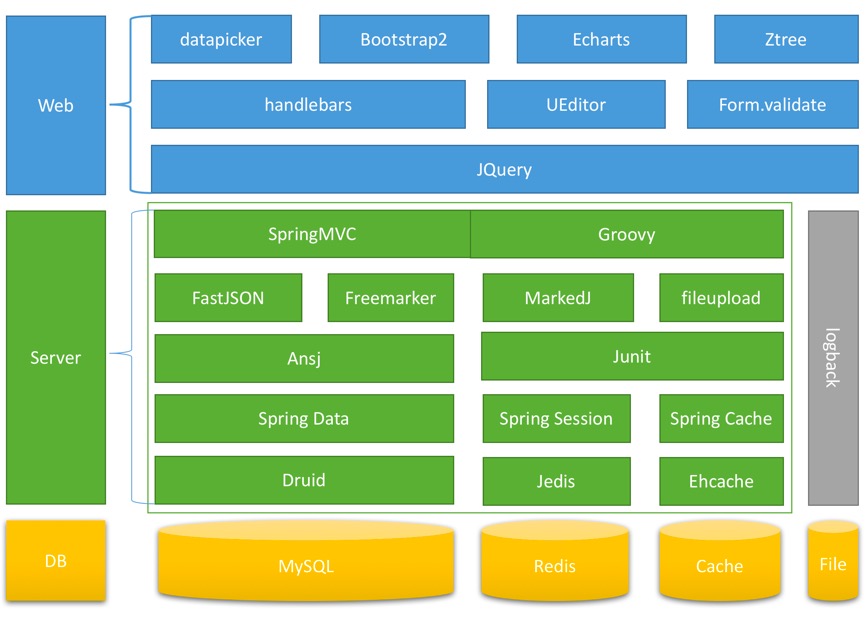 datapicker
Bootstrap2
Echarts
Ztree
Web
handlebars
UEditor
Form.validate
JQuery
SpringMVC
Groovy
FastJSON
Freemarker
MarkedJ
fileupload
Server
Ansj
Junit
logback
Spring Data
Spring Session
Spring Cache
Druid
Jedis
Ehcache
DB
MySQL
Redis
Cache
File